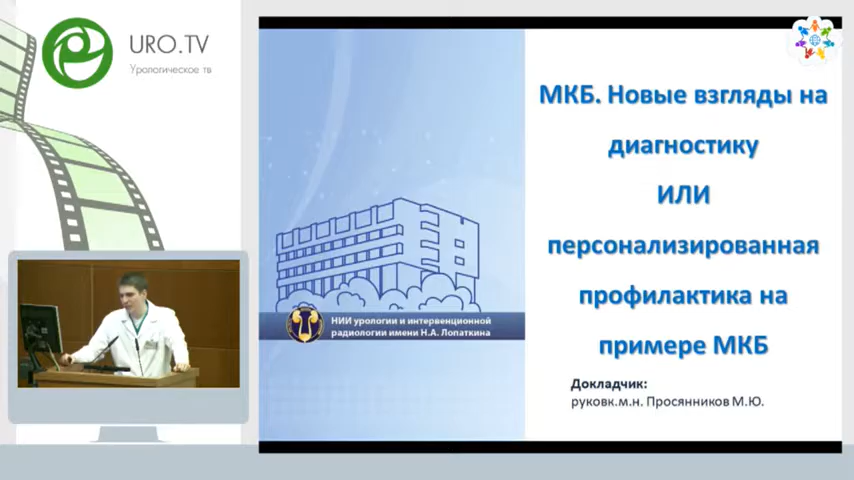 URO.TV
Урологическое тв
МКБ. Новые взгляды на
диагностику
ИЛИ
персонализированная
профилактика на
примере МКБ
НИИ урологии и интервенционной
радиологии имени Н.А. Лопаткина
Докладчик:
руковк.м.н. Просянников М.Ю.